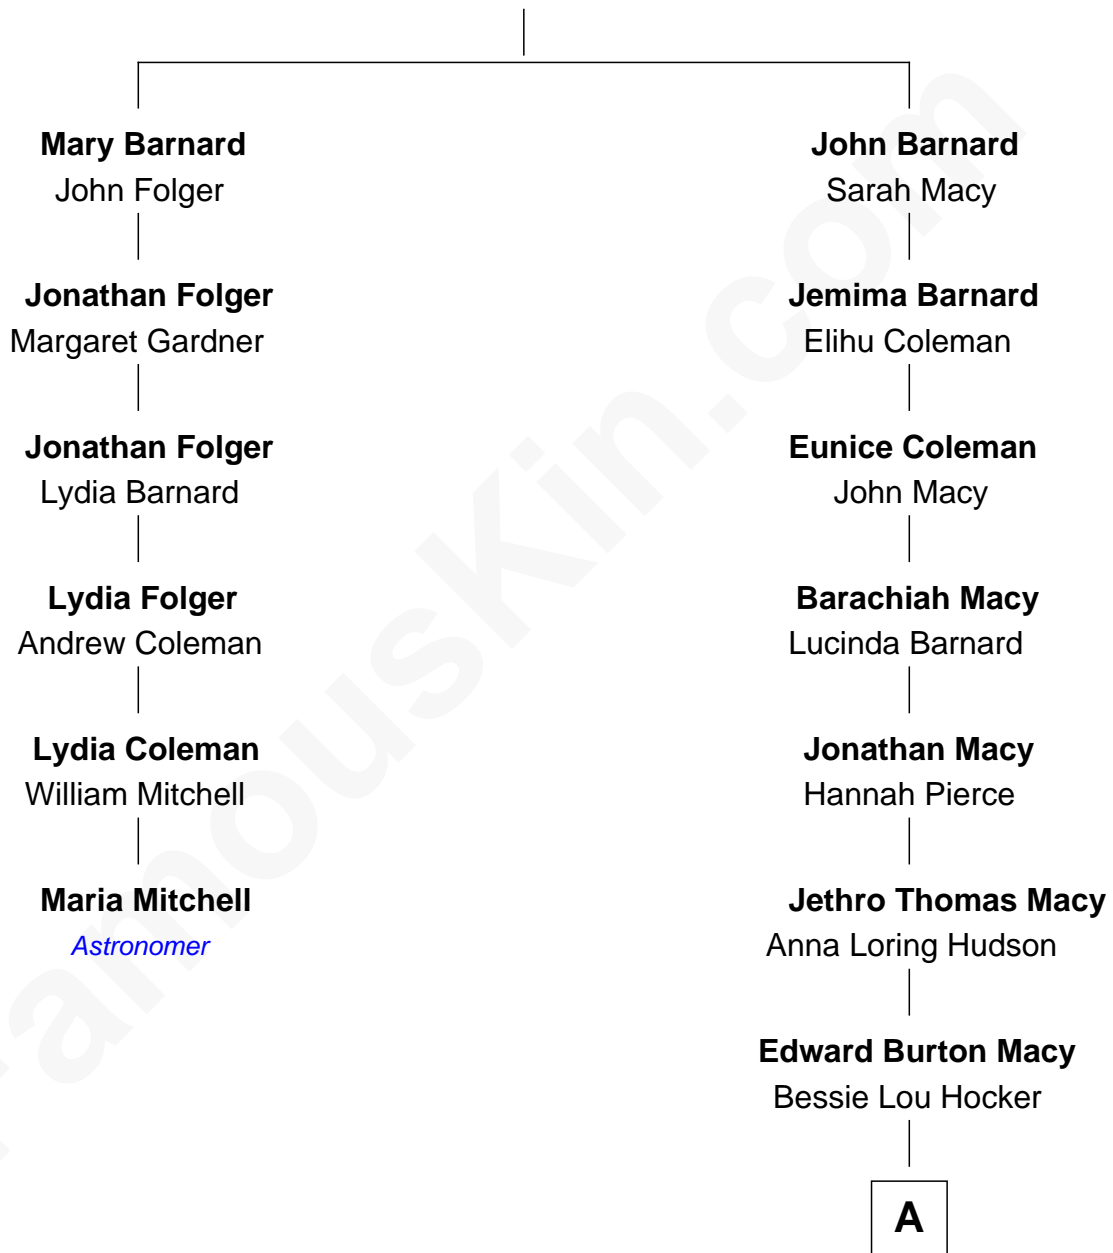 Mary Barnard
John Folger
Jonathan Folger
Margaret Gardner
Jonathan Folger
Lydia Barnard
Lydia Folger
Andrew Coleman
Lydia Coleman
William Mitchell
Maria Mitchell
Astronomer
John Barnard
Sarah Macy
Jemima Barnard
Elihu Coleman
Eunice Coleman
John Macy
Barachiah Macy
Lucinda Barnard
Jonathan Macy
Hannah Pierce
Jethro Thomas Macy
Anna Loring Hudson
Edward Burton Macy
Bessie Lou Hocker
A
FamousKin.com